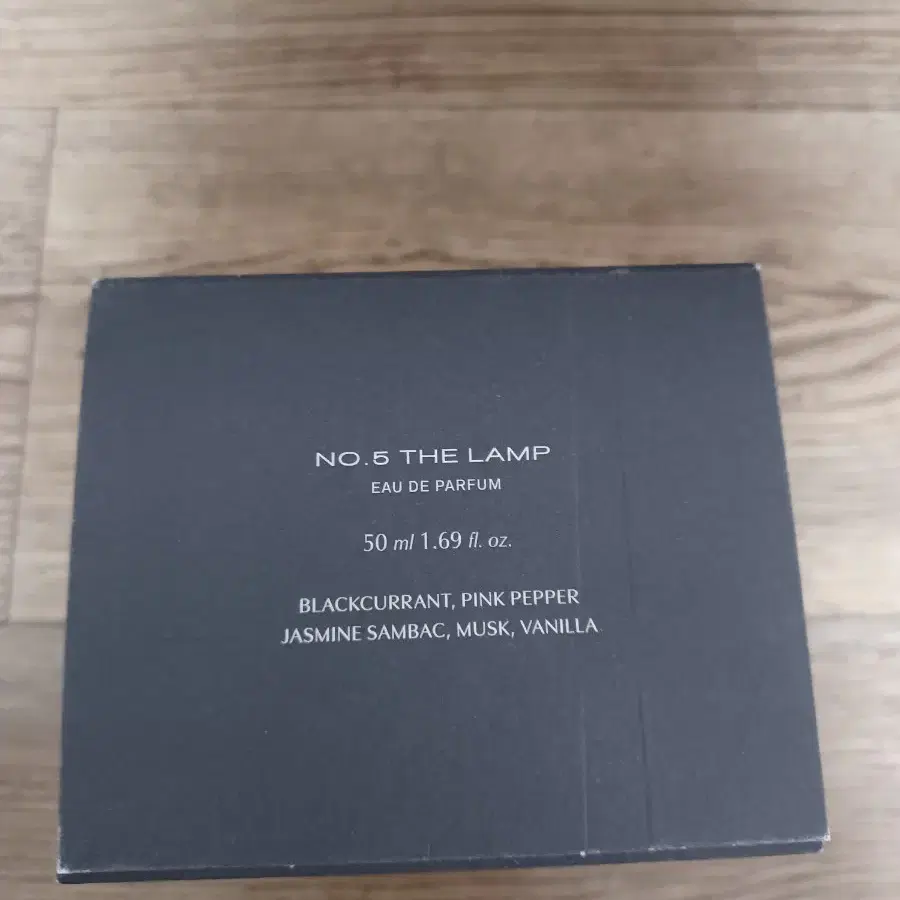 NO.5 THE LAMP
EAU DE PARFUM
50 ml 1.69 fl. oz.
BLACKCURRANT, PINK PEPPER
JASMINE SAMBAC, MUSK, VANILLA